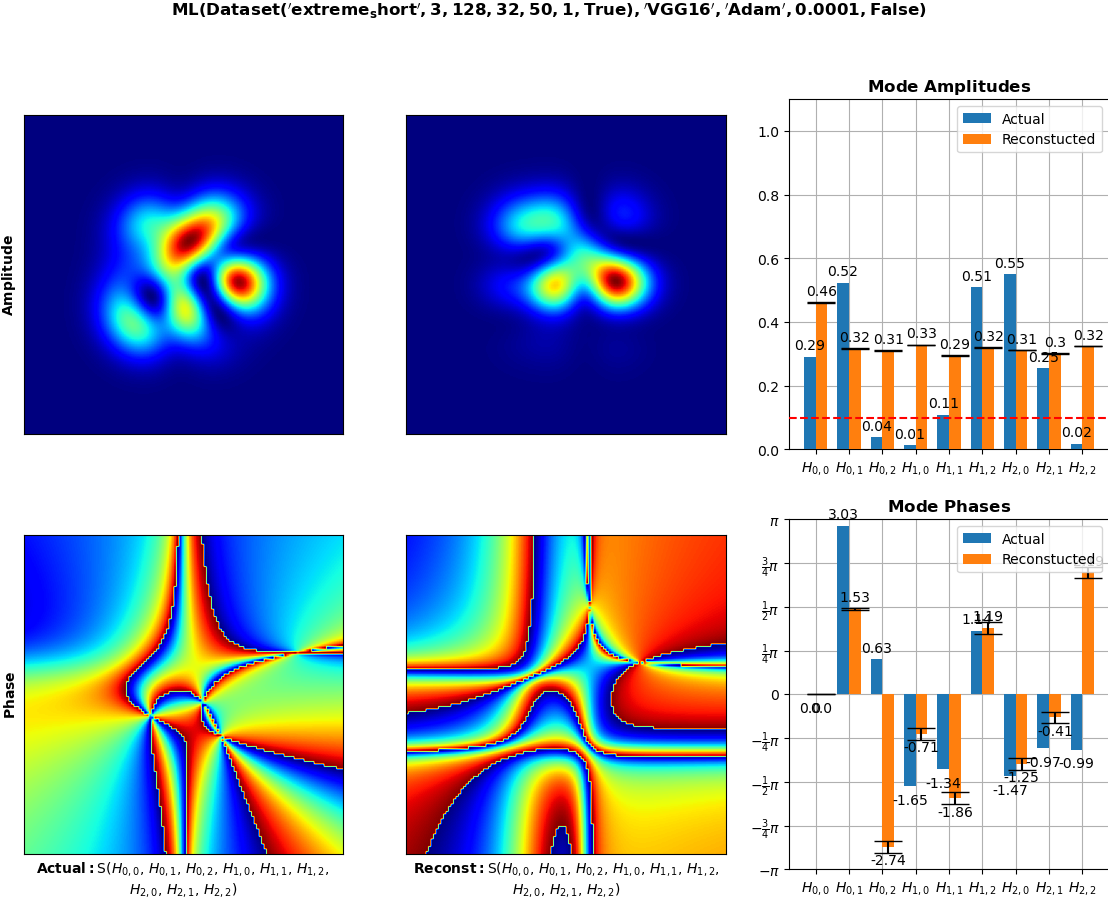 ML(Dataset('extreme_short', 3, 128, 32, 50, 1, True), 'VGG16', 'Adam', 0.0001, False)
Amplitude
Mode Amplitudes
Actual
Reconstucted
1.0
0.8
0.6
0.4
0.2
0.0
0.29
0.46
0.52
0.32
0.04
0.31
0.01
0.33
0.11
0.29
0.51
0.32
0.55
0.31
0.25
0.3
0.02
0.32
H0,0 H0,1 H0,2 H1,0 H1,1 H1,2 H2,0 H2,1 H2,2
Phase
Actual: S(H0,0, H0,1, H0,2, H1,0, H1,1, H1,2,
H2,0, H2,1, H2,2)
Reconst: S(H0,0, H0,1, H0,2, H1,0, H1,1, H1,2,
H2,0, H2,1, H2,2)
Mode Phases
Actual
Reconstucted
π
3/4π
1/2π
1/4π
0
−1/4π
−1/2π
−3/4π
−π
0.0
0.0
3.03
1.53
0.63
-2.74
-1.65
-0.71
-1.34
-1.86
1.19
-1.47
-1.25
-0.97
-0.41
-0.99
H0,0 H0,1 H0,2 H1,0 H1,1 H1,2 H2,0 H2,1 H2,2